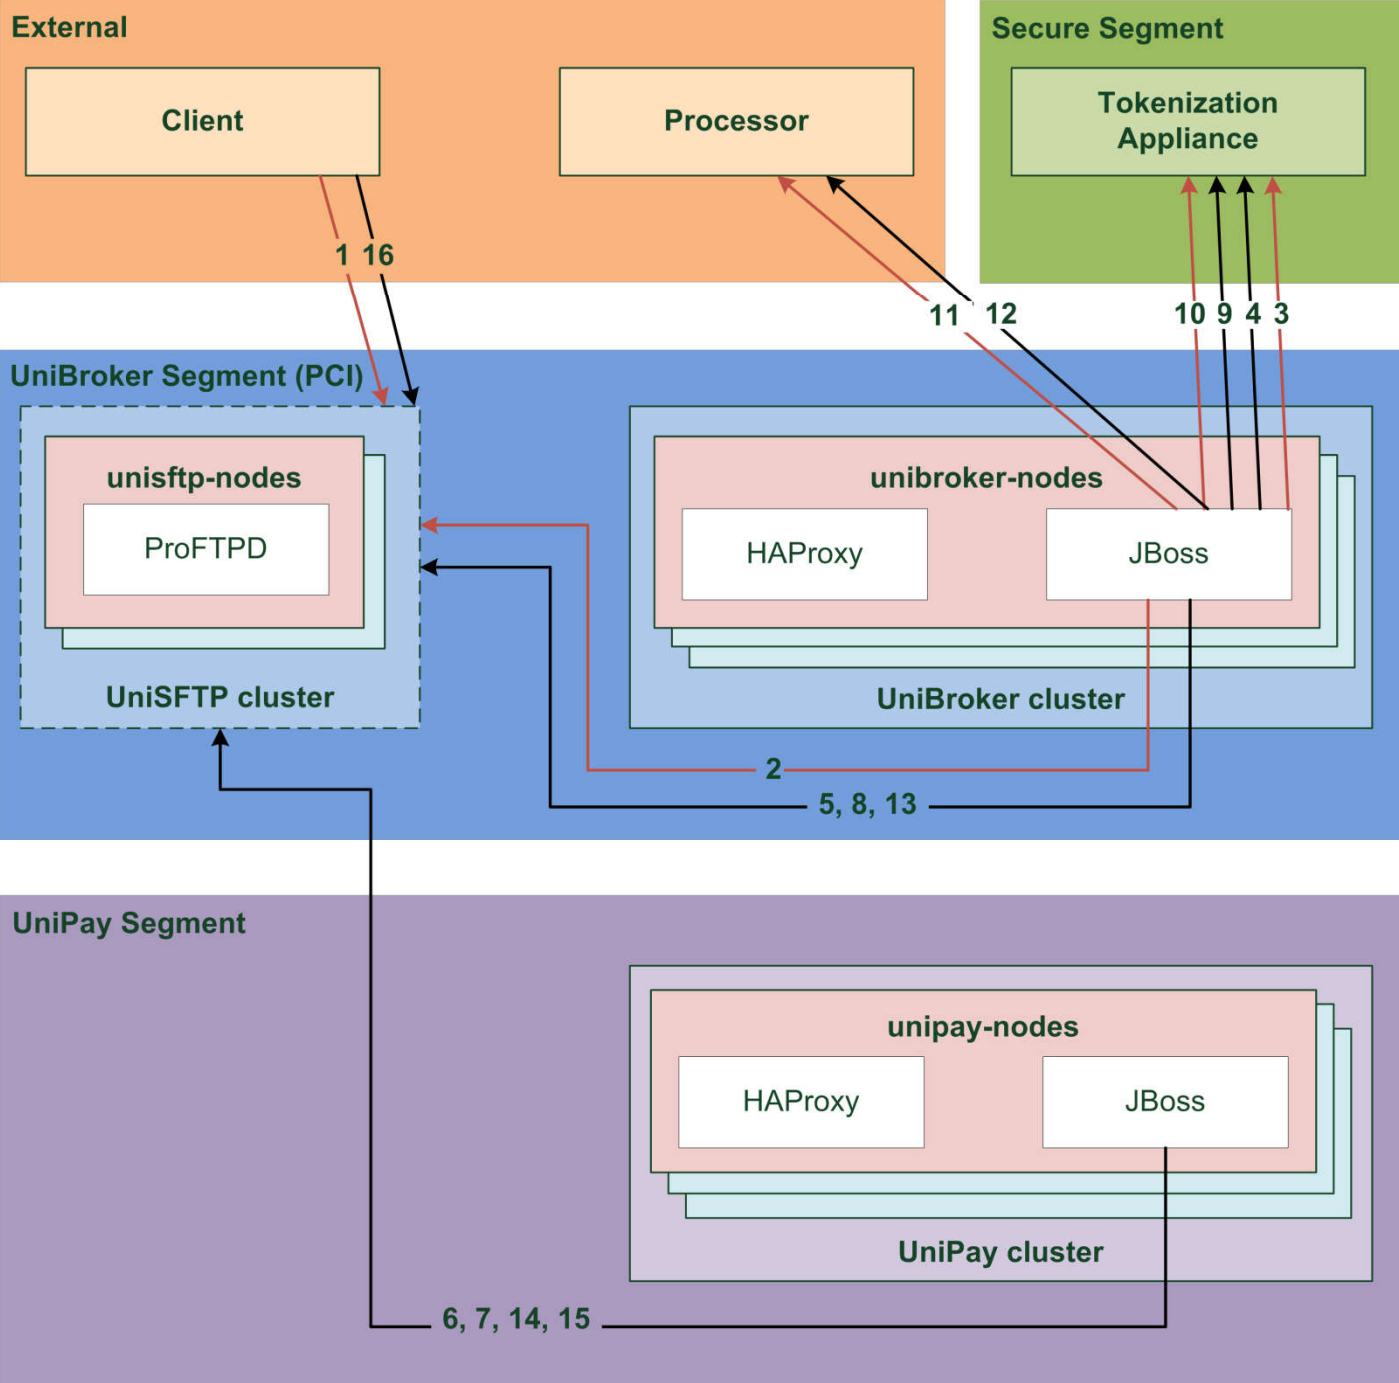 External
Secure Segment
Client
Processor
Tokenization
Appliance
1 16
11 12
10 9 4 3
UniBroker Segment (PCI)
unisftp-nodes
ProFTPD
UniSFTP cluster
unibroker-nodes
HAProxy
JBoss
UniBroker cluster
2
5, 8, 13
UniPay Segment
unipay-nodes
HAProxy
JBoss
UniPay cluster
6, 7, 14, 15